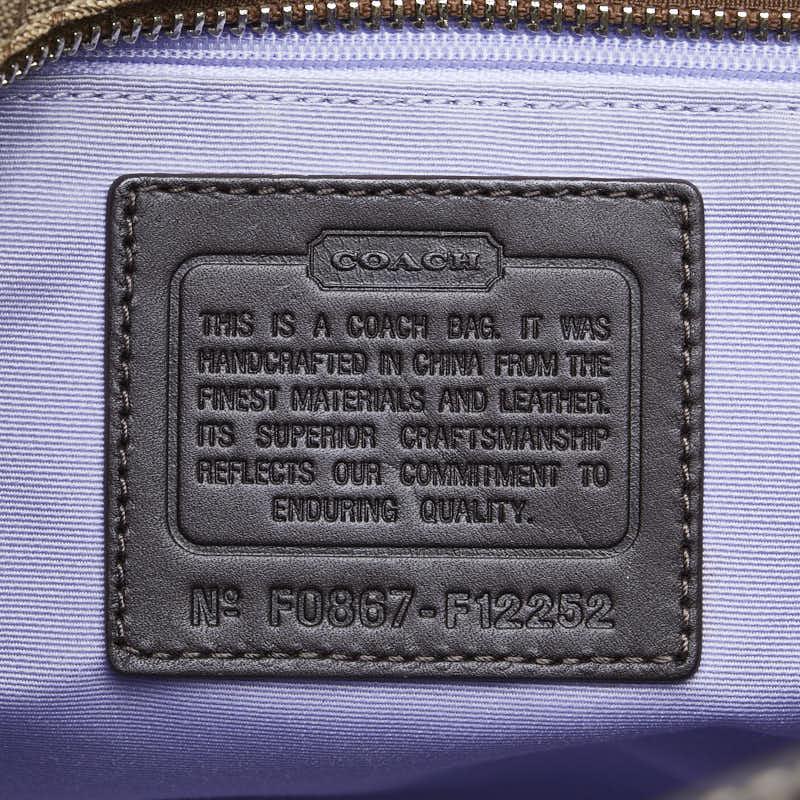 COACH
THIS IS A COACH BAG. IT WAS
HANDCRAFTED IN CHINA FROM THE
FINEST MATERIALS AND LEATHER.
ITS SUPERIOR CRAFTSMANSHIP
REFLECTS OUR COMMITMENT TO
ENDURING QUALITY.
Nº F0867-F12252